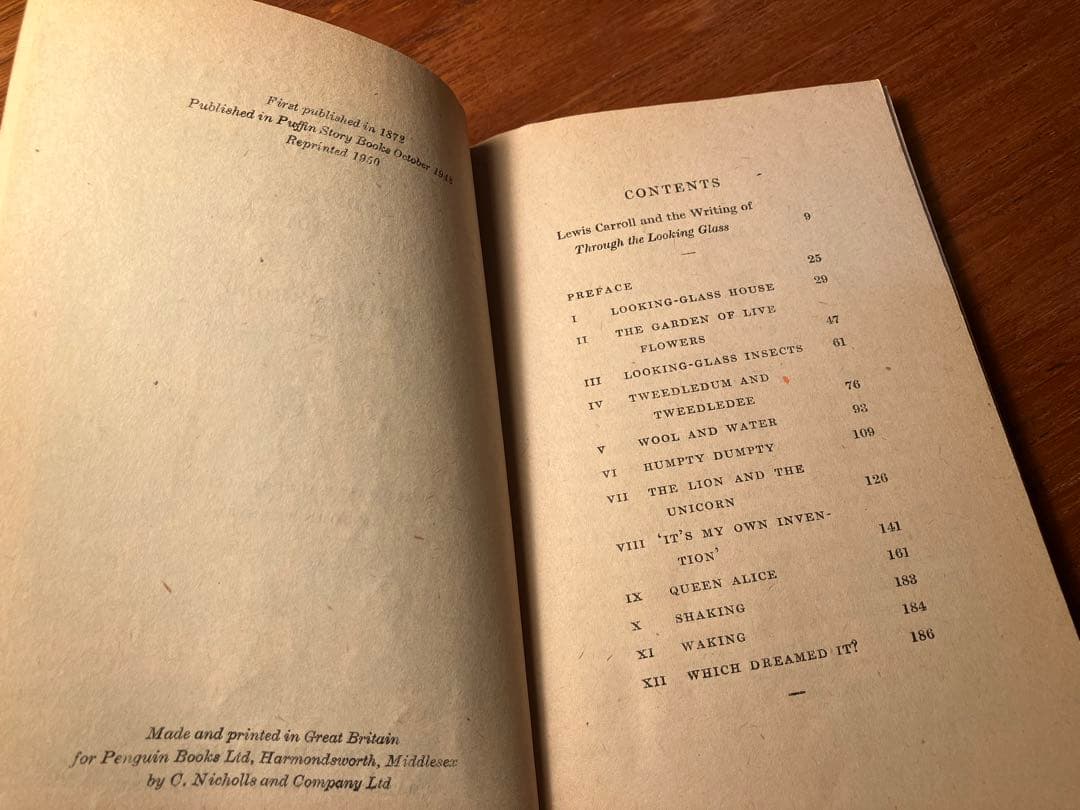 First published in 1872
Published in Puffin Story Books October 1948
Reprinted 1950
Made and printed in Great Britain
for Penguin Books Ltd, Harmondsworth, Middlesex
by C. Nicholls and Company Ltd
CONTENTS
Lewis Carroll and the Writing of
Through the Looking Glass 9
PREFACE 25
I LOOKING-GLASS HOUSE 29
II THE GARDEN OF LIVE
FLOWERS 47
III LOOKING-GLASS INSECTS 61
IV TWEEDLEDUM AND
TWEEDLEDEE 76
V WOOL AND WATER 93
VI HUMPTY DUMPTY 109
VII THE LION AND THE
UNICORN 126
VIII 'IT'S MY OWN INVEN-
TION' 141
IX QUEEN ALICE 161
X SHAKING 183
XI WAKING 184
XII WHICH DREAMED IT? 186